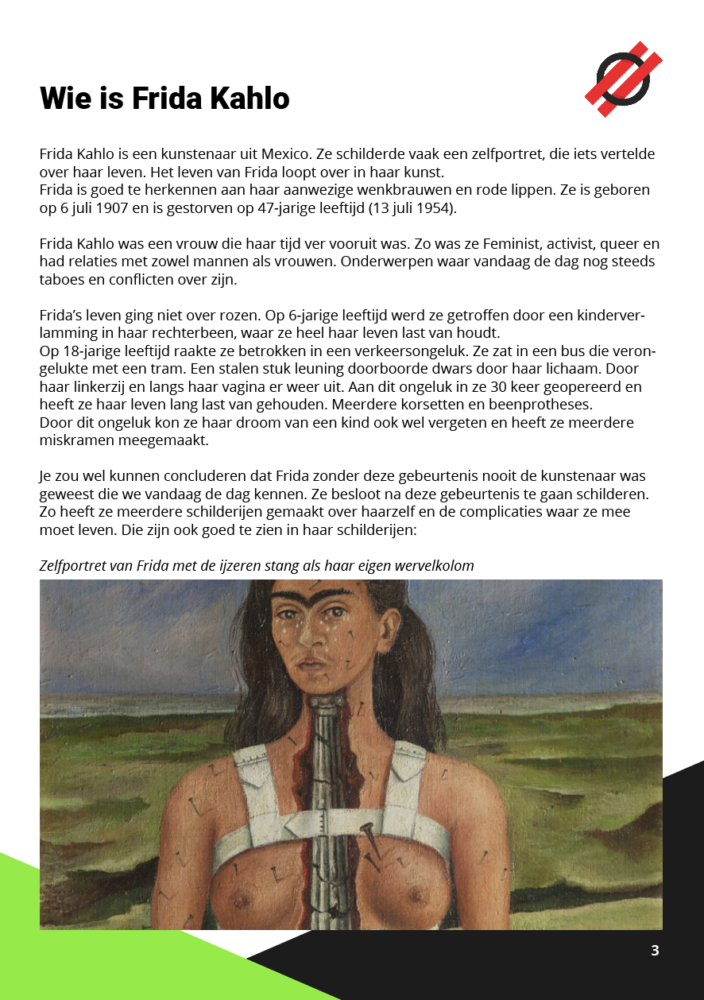 Wie is Frida Kahlo
Frida Kahlo is een kunstenaar uit Mexico. Ze schilderde vaak een zelfportret, die iets vertelde
over haar leven. Het leven van Frida loopt over in haar kunst.
Frida is goed te herkennen aan haar aanwezige wenkbrauwen en rode lippen. Ze is geboren
op 6 juli 1907 en is gestorven op 47-jarige leeftijd (13 juli 1954).
Frida Kahlo was een vrouw die haar tijd ver vooruit was. Zo was ze Feminist, activist, queer en
had relaties met zowel mannen als vrouwen. Onderwerpen waar vandaag de dag nog steeds
taboes en conflicten over zijn.
Frida’s leven ging niet over rozen. Op 6-jarige leeftijd werd ze getroffen door een kinderver-
lamming in haar rechterbeen, waar ze heel haar leven last van houdt.
Op 18-jarige leeftijd raakte ze betrokken in een verkeersongeluk. Ze zat in een bus die veron-
gelukte met een tram. Een stalen stuk leuning doorboorde dwars door haar lichaam. Door
haar linkerzij en langs haar vagina er weer uit. Aan dit ongeluk in ze 30 keer geopereerd en
heeft ze haar leven lang last van gehouden. Meerdere korsetten en beenprotheses.
Door dit ongeluk kon ze haar droom van een kind ook wel vergeten en heeft ze meerdere
miskramen meegemaakt.
Je zou wel kunnen concluderen dat Frida zonder deze gebeurtenis nooit de kunstenaar was
geweest die we vandaag de dag kennen. Ze besloot na deze gebeurtenis te gaan schilderen.
Zo heeft ze meerdere schilderijen gemaakt over haarzelf en de complicaties waar ze mee
moet leven. Die zijn ook goed te zien in haar schilderijen:
Zelfportret van Frida met de ijzeren stang als haar eigen wervelkolom
3